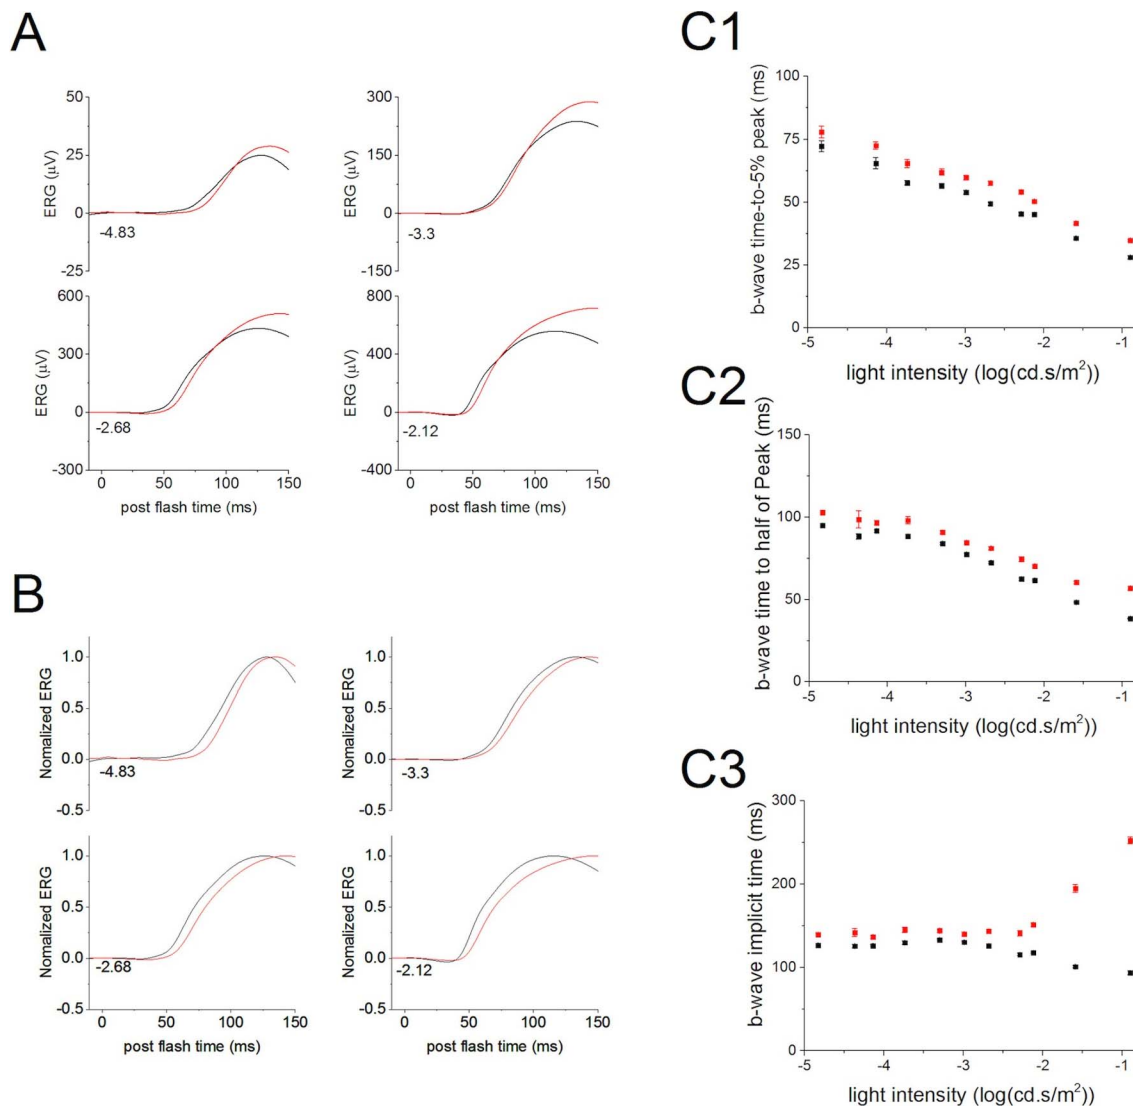 A
50
25
0
-25
ERG (µV)
-4.83
300
150
0
-150
ERG (µV)
-3.3
600
300
0
-300
ERG (µV)
-2.68
0 50 100 150
post flash time (ms)
800
400
0
-400
ERG (µV)
-2.12
0 50 100 150
post flash time (ms)
B
1.0
0.5
0.0
-0.5
Nomalized ERG
-4.83
1.0
0.5
0.0
-0.5
Nomalized ERG
-3.3
1.0
0.5
0.0
-0.5
Nomalized ERG
-2.68
0 50 100 150
post flash time (ms)
1.0
0.5
0.0
-0.5
Nomalized ERG
-2.12
0 50 100 150
post flash time (ms)
C1
100
75
50
25
0
b-wave time-to-5% peak (ms)
-5 -4 -3 -2 -1
light intensity (log(cd.s/m²))
C2
150
100
50
0
b-wave time to half of Peak (ms)
-5 -4 -3 -2 -1
light intensity (log(cd.s/m²))
C3
300
200
100
0
b-wave implicit time (ms)
-5 -4 -3 -2 -1
light intensity (log(cd.s/m²))